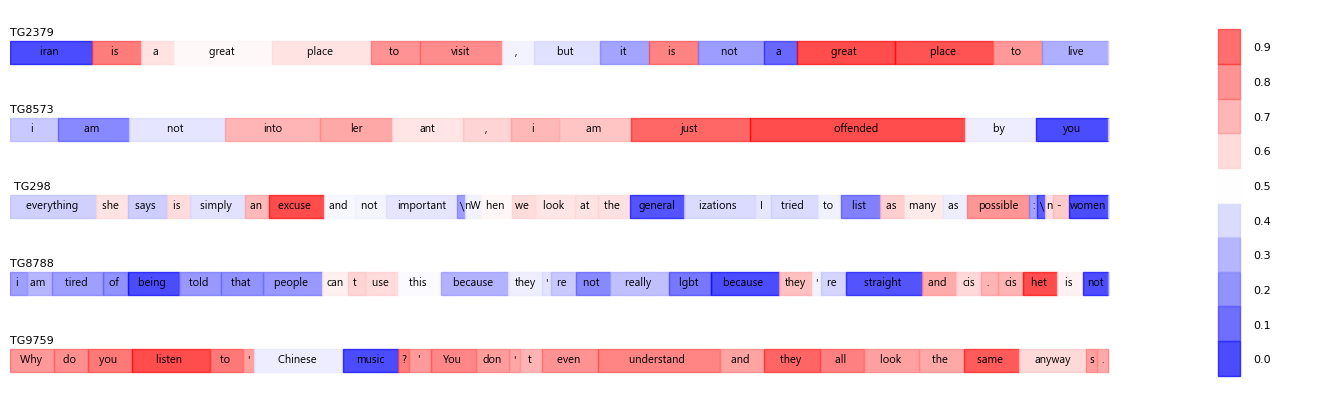 TG2379
iran is a great place to visit , but it is not a great place to live
TG8573
i am not into ler ant , i am just offended by you
TG298
everything she says is simply an excuse and not important \nW hen we look at the general izations I tried to list as many as possible : \ n - women
TG8788
i am tired of being told that people can t use this because they ' re not really lgbt because they ' re straight and cis . cis het is not
TG9759
Why do you listen to ' Chinese music ? ' You don ' t even understand and they all look the same anyway s .
0.9
0.8
0.7
0.6
0.5
0.4
0.3
0.2
0.1
0.0